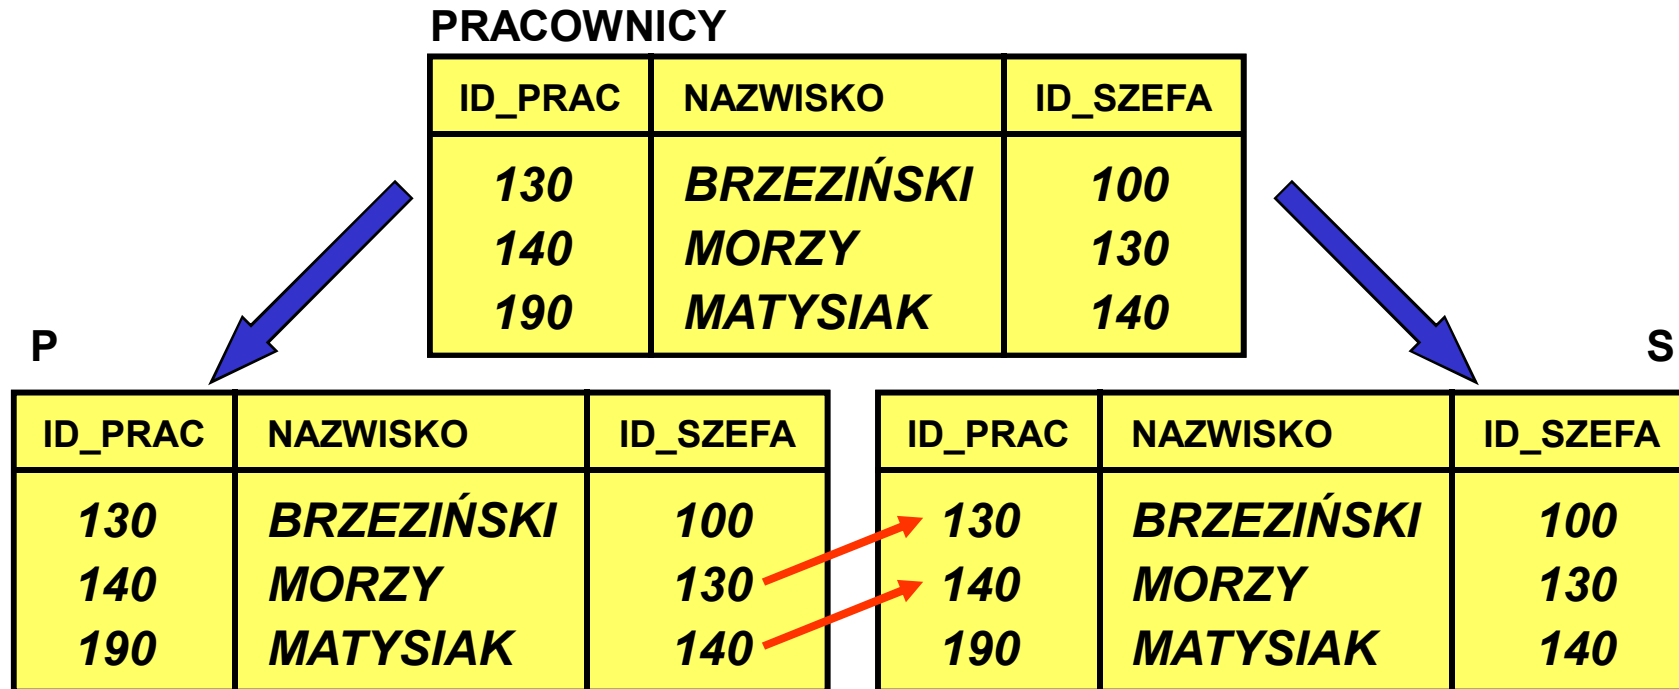 PRACOWNICY
ID_PRAC NAZWISKO ID_SZEFA
130 BRZEZIŃSKI 100
140 MORZY 130
190 MATYSIAK 140
P S
ID_PRAC NAZWISKO ID_SZEFA ID_PRAC NAZWISKO ID_SZEFA
130 BRZEZIŃSKI 100 130 BRZEZIŃSKI 100
140 MORZY 130 140 MORZY 130
190 MATYSIAK 140 190 MATYSIAK 140